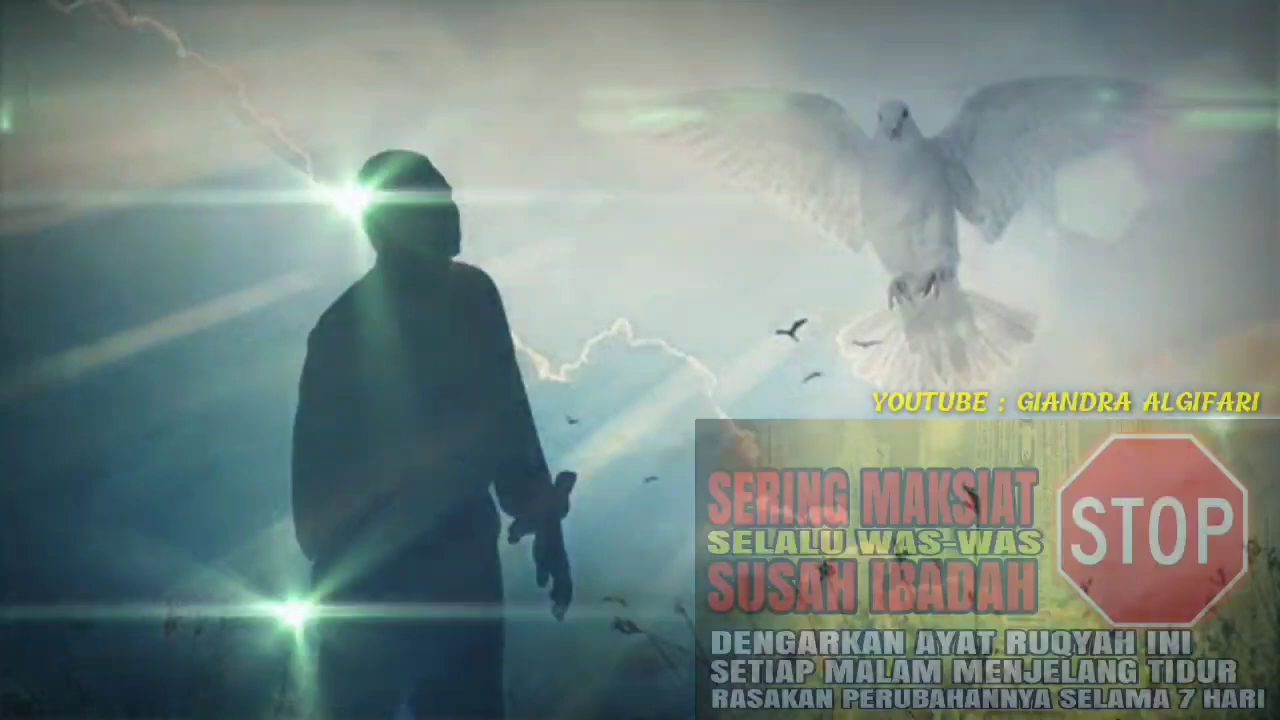 YOUTUBE : GIANDRA ALGIFARI
SERING MAKSIAT
SELALU WAS-WAS
SUSAH IBADAH
STOP
DENGARKAN AYAT RUQYAH INI
SETIAP MALAM MENJELANG TIDUR
RASAKAN PERUBAHANNYA SELAMA 7 HARI